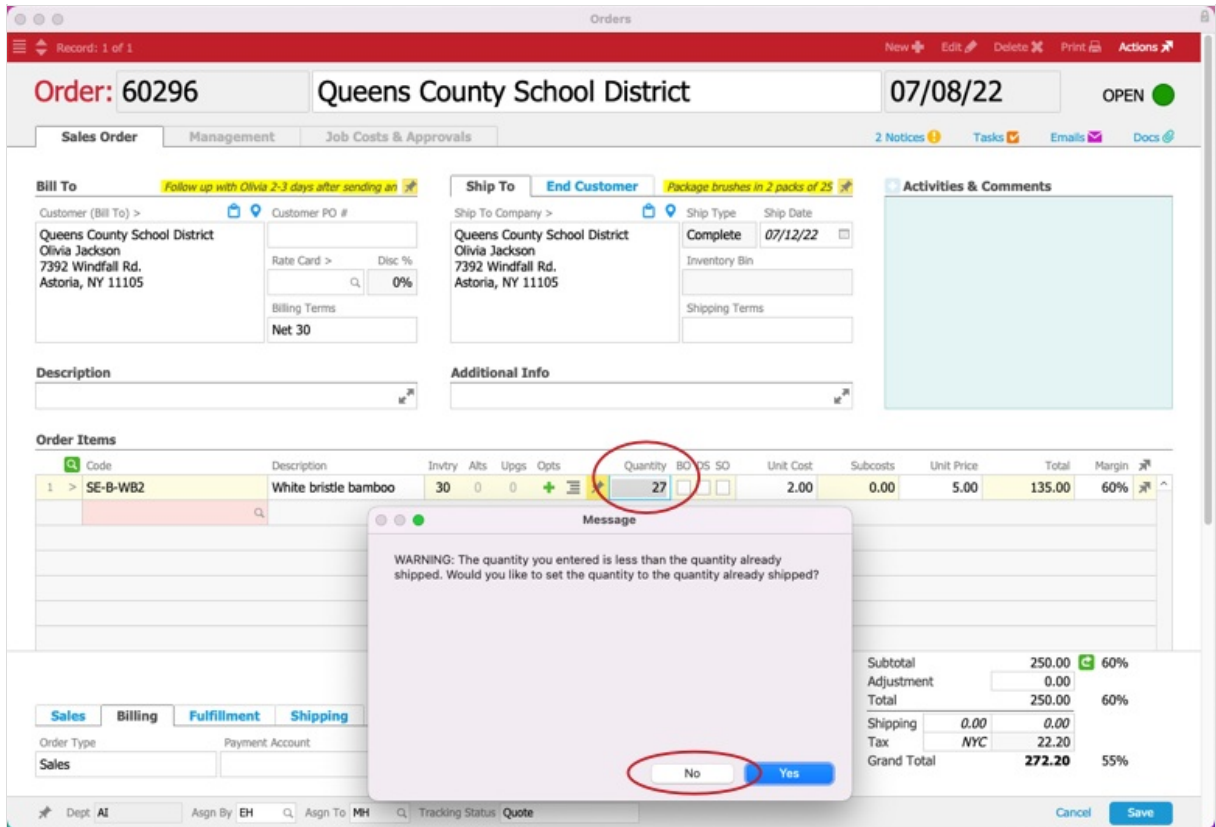 Orders
Record: 1 of 1
New Edit Delete Print Actions
Order: 60296 Queens County School District 07/08/22 OPEN
Sales Order Management Job Costs & Approvals 2 Notices Tasks Emails Docs
Bill To Follow up with Olivia 2-3 days after sending an Ship To End Customer Package brushes in 2 packs of 25 Activities & Comments
Customer (Bill To) > Customer PO # Ship To Company > Ship Type Ship Date
Queens County School District Queens County School District Complete 07/12/22
Olivia Jackson Olivia Jackson
7392 Windfall Rd. Rate Card > Disc % 7392 Windfall Rd. Inventory Bin
Astoria, NY 11105 0% Astoria, NY 11105
Billing Terms Shipping Terms
Net 30
Description Additional Info
Order Items
Code Description Invtry Alts Upgs Opts Quantity BO DS SO Unit Cost Subcosts Unit Price Total Margin
1 > SE-B-WB2 White bristle bamboo 30 0 0 27 2.00 0.00 5.00 135.00 60%
Message
WARNING: The quantity you entered is less than the quantity already
shipped. Would you like to set the quantity to the quantity already shipped?
No Yes
Subtotal 250.00 60%
Adjustment 0.00
Total 250.00 60%
Shipping 0.00 0.00
Tax NYC 22.20
Grand Total 272.20 55%
Sales Billing Fulfillment Shipping
Order Type Payment Account
Sales
Dept AI Asgn By EH Asgn To MH Tracking Status Quote Cancel Save